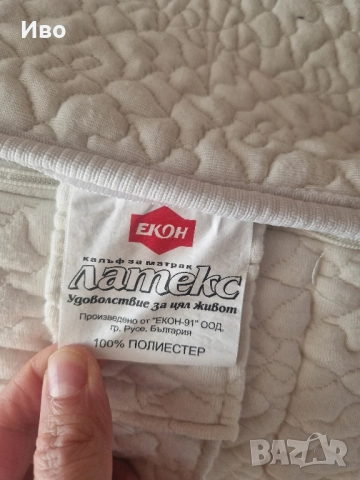 Иво
ЕКОН
калъф за матрак
Латекс
Удоволствие за цял живот
Произведено от "ЕКОН-91" ООД,
гр. Русе, България
100% ПОЛИЕСТЕР
BAZAR